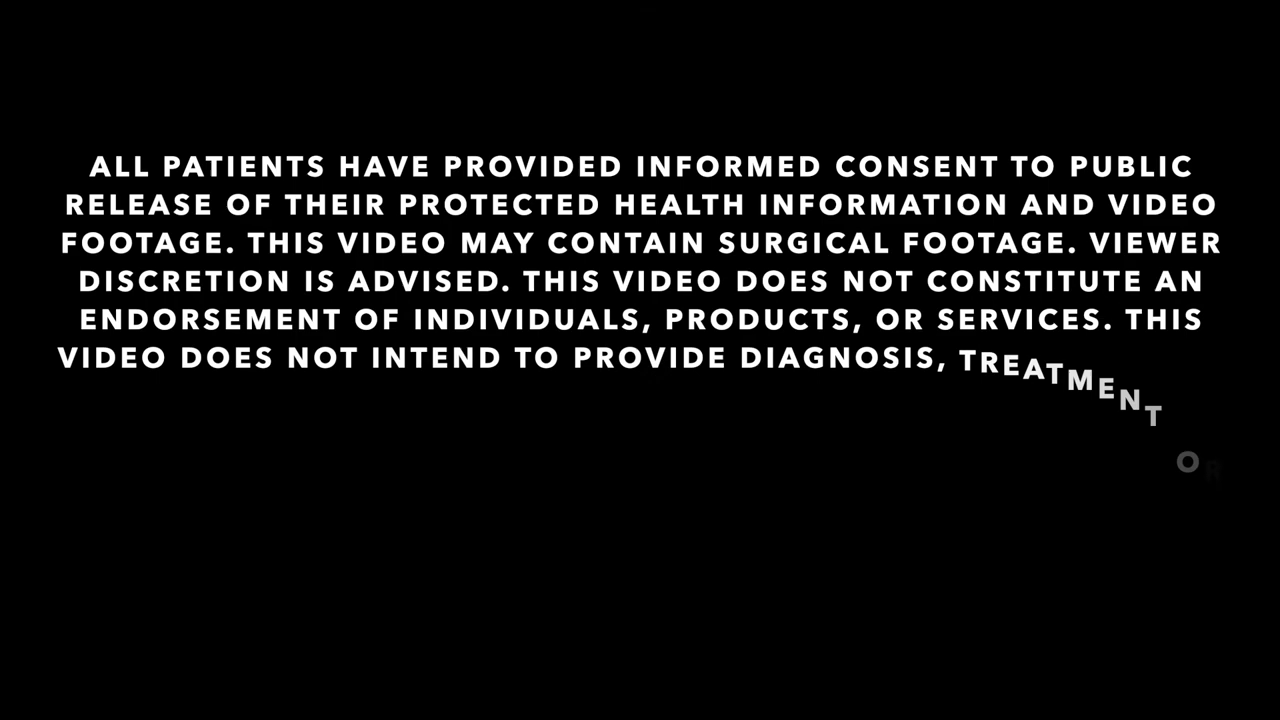 ALL PATIENTS HAVE PROVIDED INFORMED CONSENT TO PUBLIC
RELEASE OF THEIR PROTECTED HEALTH INFORMATION AND VIDEO
FOOTAGE. THIS VIDEO MAY CONTAIN SURGICAL FOOTAGE. VIEWER
DISCRETION IS ADVISED. THIS VIDEO DOES NOT CONSTITUTE AN
ENDORSEMENT OF INDIVIDUALS, PRODUCTS, OR SERVICES. THIS
VIDEO DOES NOT INTEND TO PROVIDE DIAGNOSIS, TREATMENT OR